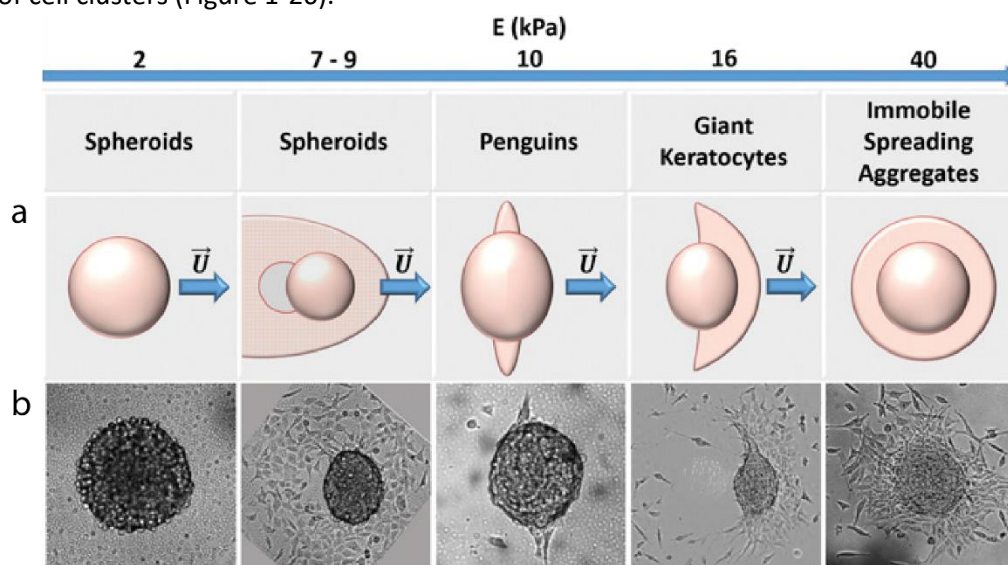 of cell clusters (Figure 1-26).
E (kPa)
2 7 - 9 10 16 40
Spheroids Spheroids Penguins Giant Keratocytes Immobile Spreading Aggregates
a
U U U U
b